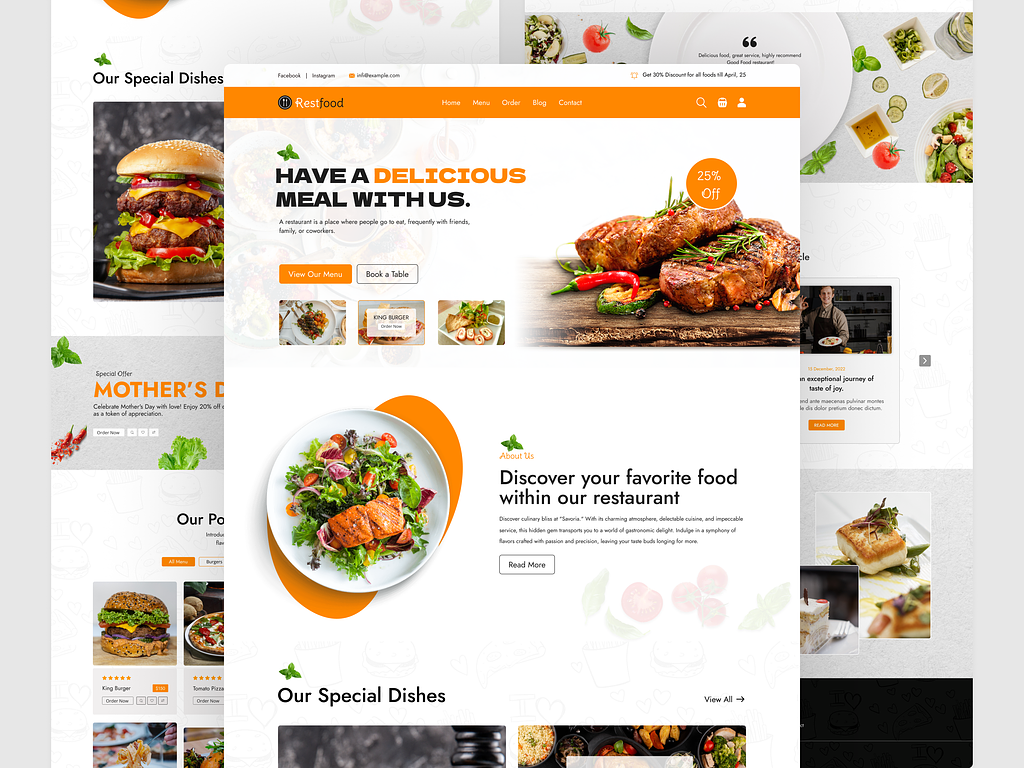 Our Special Dishes
Special Offer
MOTHER'S D
Celebrate Mother's Day with love! Enjoy 20% off
as a token of appreciation.
Order Now
Our Po
Introdu
flav
All Menu
Burgers
King Burger
$150
Order Now
Tomato Pizza
Order Now
Facebook | Instagram
info@example.com
Get 30% Discount for all foods till April, 25
Restfood
Home Menu Order Blog Contact
HAVE A DELICIOUS
MEAL WITH US.
A restaurant is a place where people go to eat, frequently with friends,
family, or coworkers.
View Our Menu
Book a Table
KING BURGER
Order Now
25%
Off
About Us
Discover your favorite food
within our restaurant
Discover culinary bliss at "Savoria." With its charming atmosphere, delectable cuisine, and impeccable
service, this hidden gem transports you to a world of gastronomic delight. Indulge in a symphony of
flavors crafted with passion and precision, leaving your taste buds longing for more.
Read More
Our Special Dishes
View All
Delicious food, great service, highly recommend
Good Food restaurant!
cle
15 December, 2022
an exceptional journey of
taste of joy.
end ante maecenas pulvinar montes
le dis dolor pretium donec dictum.
READ MORE